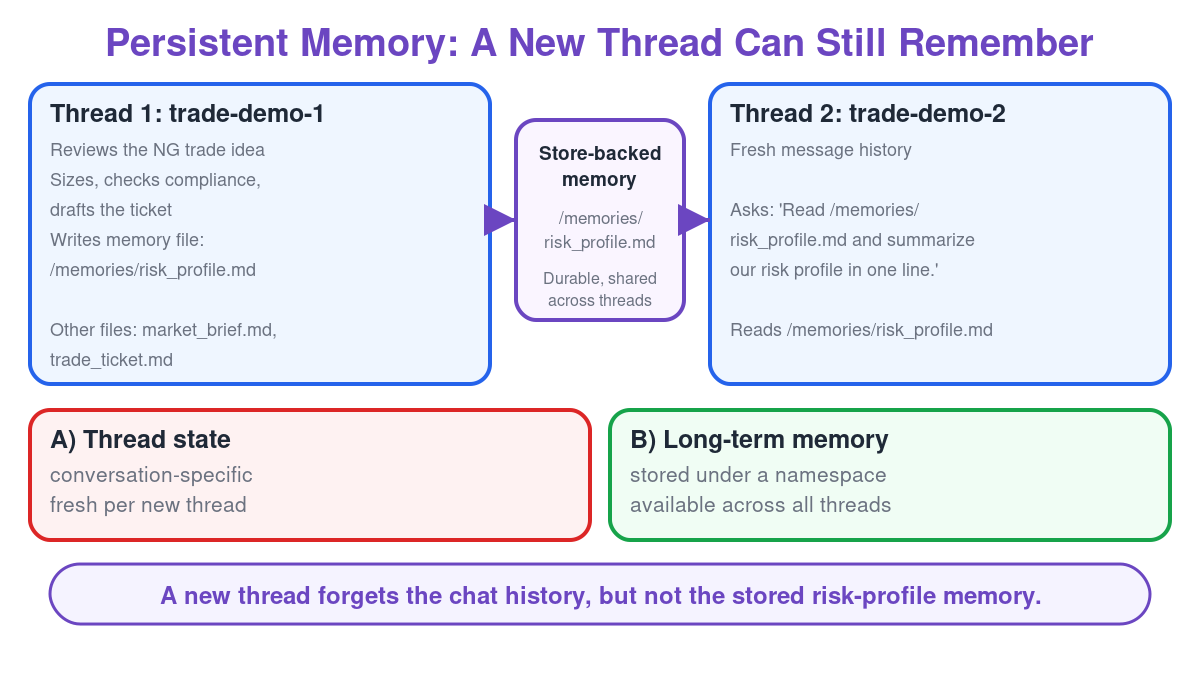 Persistent Memory: A New Thread Can Still Remember
Thread 1: trade-demo-1
Reviews the NG trade idea
Sizes, checks compliance,
drafts the ticket
Writes memory file:
/memories/risk_profile.md
Other files: market_brief.md,
trade_ticket.md
Store-backed
memory
/memories/
risk_profile.md
Durable, shared
across threads
Thread 2: trade-demo-2
Fresh message history
Asks: 'Read /memories/
risk_profile.md and summarize
our risk profile in one line.'
Reads /memories/risk_profile.md
A) Thread state
conversation-specific
fresh per new thread
B) Long-term memory
stored under a namespace
available across all threads
A new thread forgets the chat history, but not the stored risk-profile memory.